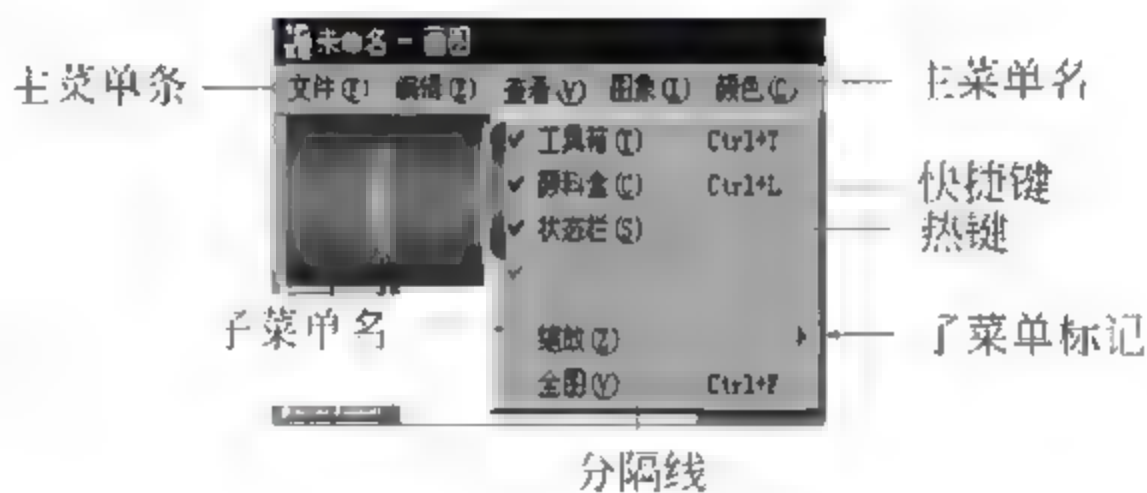 未命名 - 画图
主菜单条
文件(F) 编辑(E) 查看(V) 图象(I) 颜色(C)
主菜单名
工具箱(T) Ctrl+T
颜料盒(C) Ctrl+L
快捷键
状态栏(S)
热键
子菜单名
缩放(Z)
子菜单标记
全图(V) Ctrl+F
分隔线